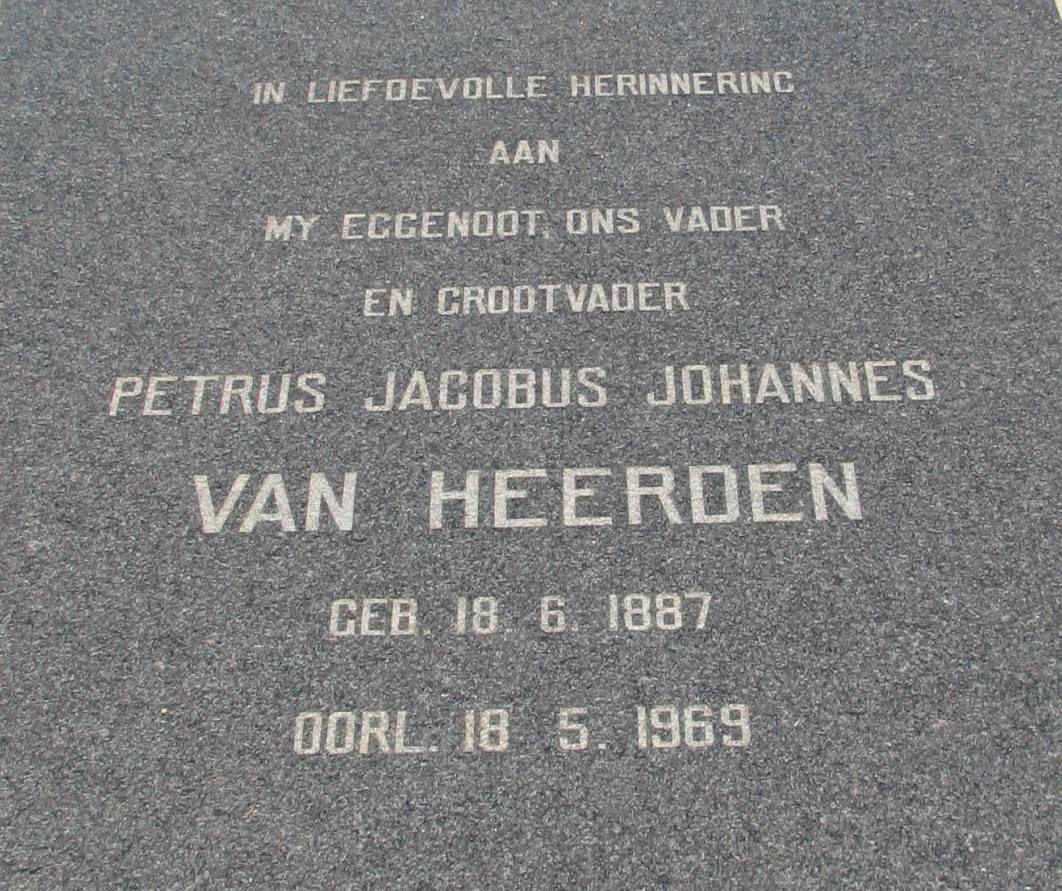 IN LIEFDEVOLLE HERINNERING
AAN
MY EGGENOOT, ONS VADER
EN GROOTVADER
PETRUS JACOBUS JOHANNES
VAN HEERDEN
GEB. 18 6. 1887
OORL. 18 5. 1969